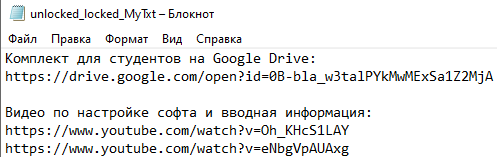 unlocked_locked_MyTxt – Блокнот
Файл Правка Формат Вид Справка
Комплект для студентов на Google Drive:
https://drive.google.com/open?id=0B-bla_w3talPYkMwMExSa1Z2MjA
Видео по настройке софта и вводная информация:
https://www.youtube.com/watch?v=Oh_KHcS1LAY
https://www.youtube.com/watch?v=eNbgVpAUAxg